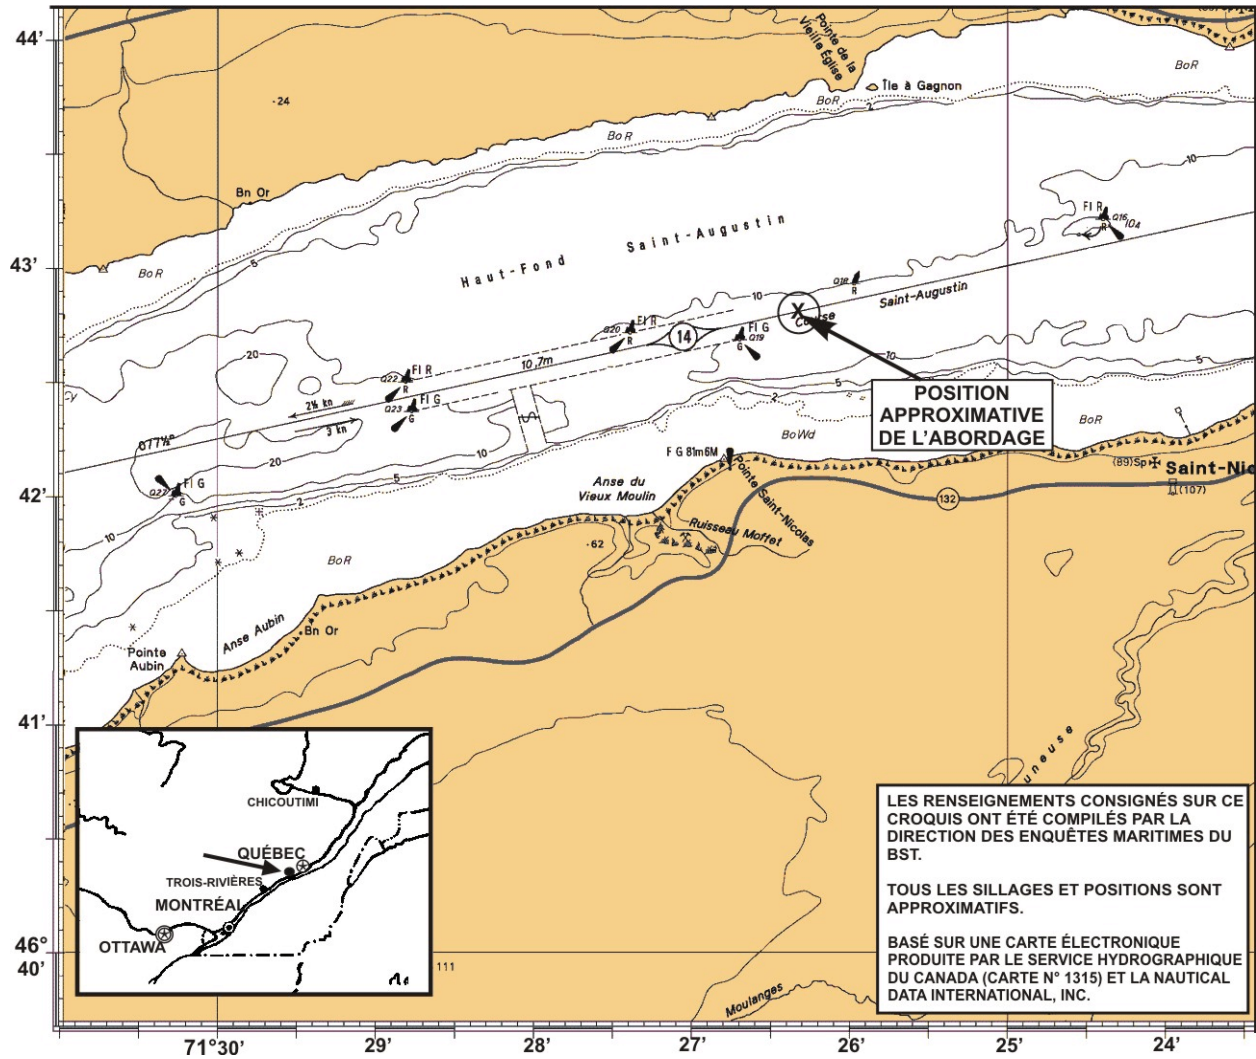 44'
43'
42'
41'
46°
40'
71°30'
29'
28'
27'
26'
25'
24'
Pointe de la
Vieille Église
Île à Gagnon
BoR
BoR
BoR
BoR
24
Bn Or
Haut-Fond Saint-Augustin
2
5
10
10
20
20
10
5
2
Fl R
Q16
R
104
Q18
R
Saint-Augustin
X
Course
Fl R
Q20
R
14
Fl G
Q19
G
10,7m
Fl R
Q22
R
Fl G
Q23
G
2½ kn
3 kn
077½°
Fl G
Q27
G
POSITION
APPROXIMATIVE
DE L'ABORDAGE
BoR
BoWd
F G 81m6M
Pointe Saint-Nicolas
(89)Sp
Saint-Nic
(107)
132
Anse du
Vieux Moulin
Ruisseau Moffet
62
BoR
Anse Aubin
Bn Or
Pointe
Aubin
uneuse
Moulanges
111
CHICOUTIMI
QUÉBEC
TROIS-RIVIÈRES
MONTRÉAL
OTTAWA
LES RENSEIGNEMENTS CONSIGNÉS SUR CE
CROQUIS ONT ÉTÉ COMPILÉS PAR LA
DIRECTION DES ENQUÊTES MARITIMES DU
BST.
TOUS LES SILLAGES ET POSITIONS SONT
APPROXIMATIFS.
BASÉ SUR UNE CARTE ÉLECTRONIQUE
PRODUITE PAR LE SERVICE HYDROGRAPHIQUE
DU CANADA (CARTE N° 1315) ET LA NAUTICAL
DATA INTERNATIONAL, INC.